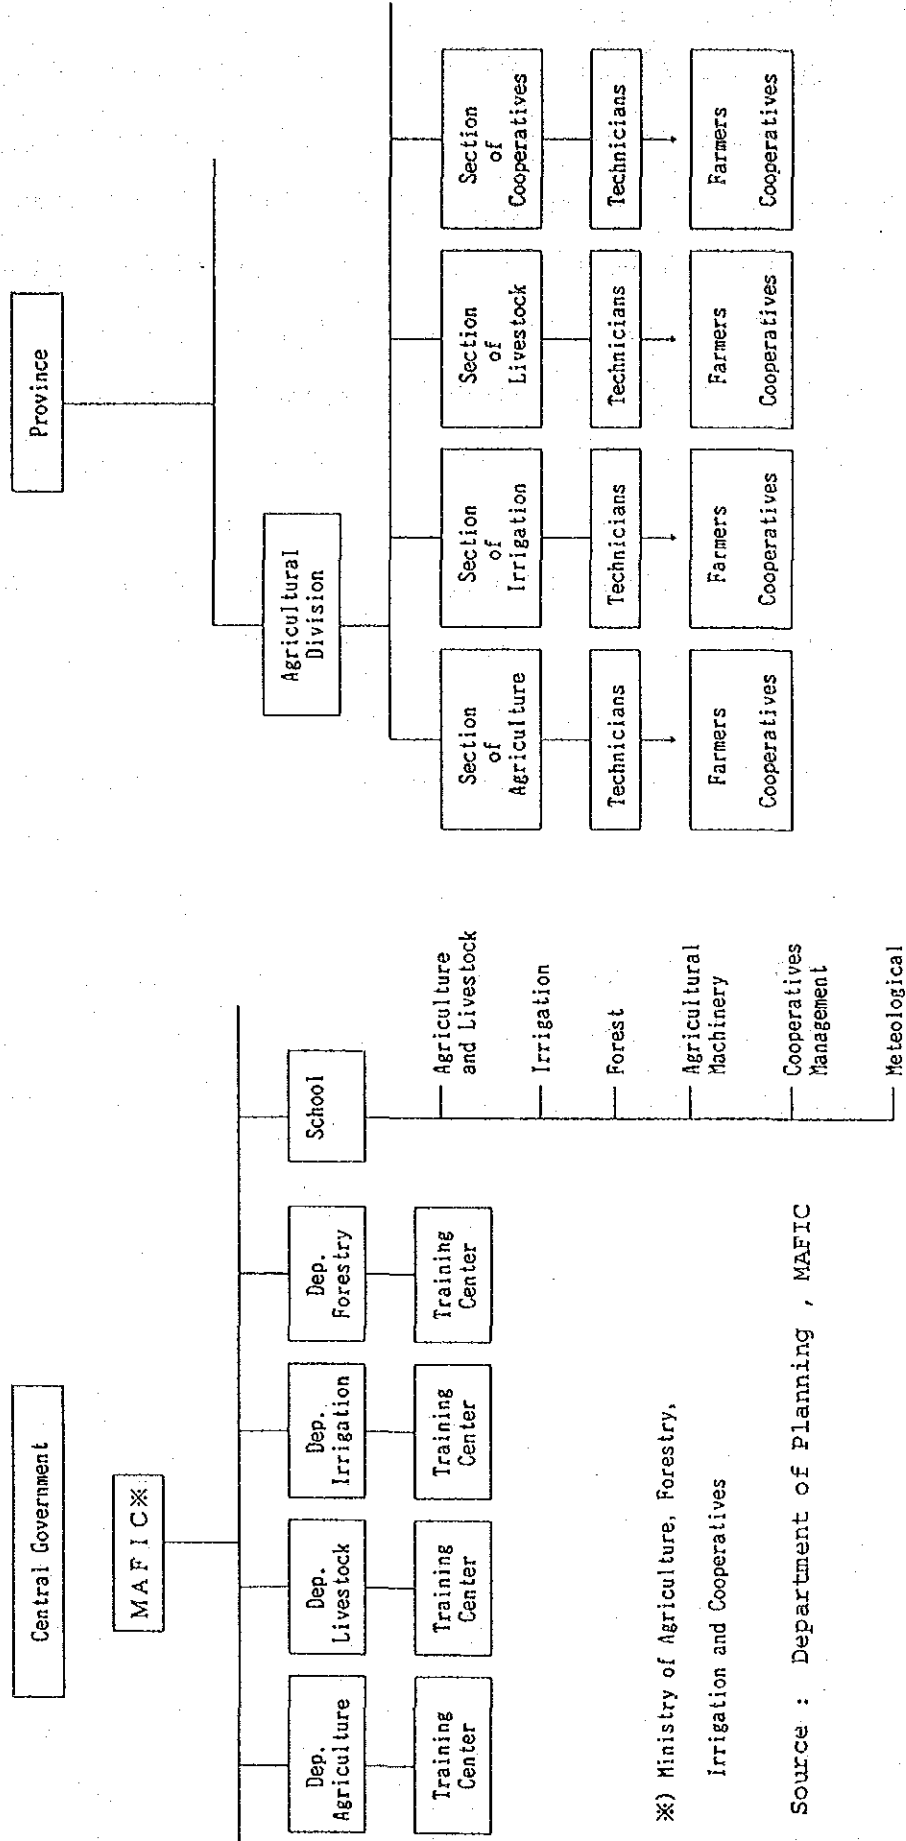 Central Government
Province
MAFIC※
Agricultural
Division
Dep.
Agriculture
Dep.
Livestock
Dep.
Irrigation
Dep.
Forestry
School
Training
Center
Training
Center
Training
Center
Training
Center
Agriculture
and Livestock
Irrigation
Forest
Agricultural
Machinery
Cooperatives
Management
Meteological
Section
of
Agriculture
Section
of
Irrigation
Section
of
Livestock
Section
of
Cooperatives
Technicians
Technicians
Technicians
Technicians
Farmers
Cooperatives
Farmers
Cooperatives
Farmers
Cooperatives
Farmers
Cooperatives
※) Ministry of Agriculture, Forestry,
Irrigation and Cooperatives
Source : Department of Planning , MAFIC